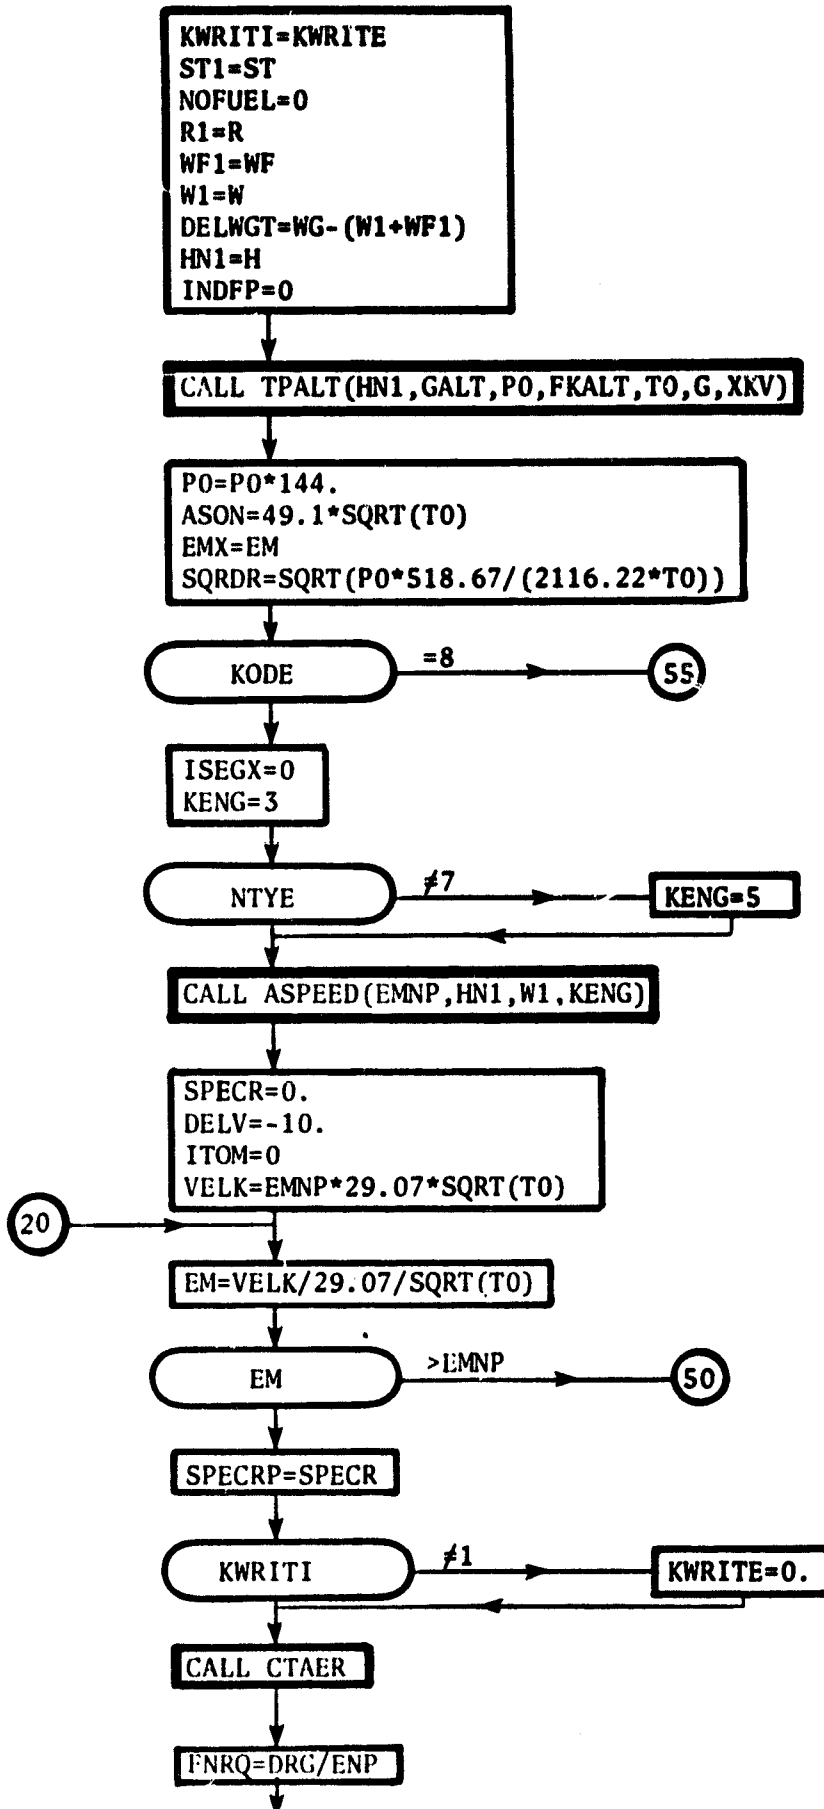 KWRITI=KWRITE
ST1=ST
NOFUEL=0
R1=R
WF1=WF
W1=W
DELWGT=WG-(W1+WF1)
HN1=H
INDFP=0
CALL TPALT(HN1,GALT,P0,FKALT,T0,G,XKV)
P0=P0*144.
ASON=49.1*SQRT(T0)
EMX=EM
SQRDR=SQRT(P0*518.67/(2116.22*T0))
KODE
=8
55
ISEGX=0
KENG=3
NTYE
≠7
KENG=5
CALL ASPEED(EMNP,HN1,W1,KENG)
SPECR=0.
DELV=-10.
ITOM=0
VELK=EMNP*29.07*SQRT(T0)
20
EM=VELK/29.07/SQRT(T0)
EM
>EMNP
50
SPECRP=SPECR
KWRITI
≠1
KWRITE=0.
CALL CTAER
FNRQ=DRG/ENP